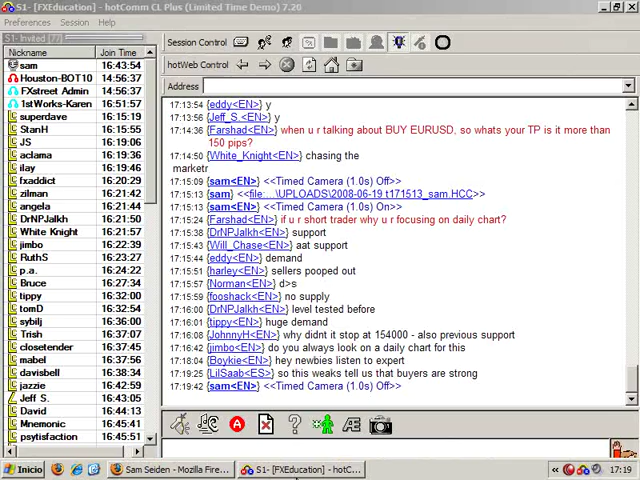 S1- [FXEducation] - hotComm CL Plus (Limited Time Demo) 7.26
Preferences Session Help
S1- Invited [77]
Nickname Join Time
sam 16:43:54
Houston-BOT10 14:56:37
FXstreet Admin 14:56:37
1stWorks-Karen 16:51:57
superdave 16:15:19
StanH 16:15:55
JS 16:19:06
aclama 16:19:36
ilay 16:19:36
fxaddict 16:21:36
zilman 16:21:42
angela 16:21:44
DrNPJalkh 16:21:50
White Knight 16:21:59
jimbo 16:22:06
RuthS 16:23:27
p.a. 16:24:22
Bruce 16:27:14
tippy 16:32:00
tomD 16:36:59
sybilj 16:36:59
Trish 16:37:07
closetender 16:37:46
mabel 16:39:36
davisbell 16:41:37
jazzie 16:42:59
Jeff S. 16:43:05
David 16:44:13
Mnemonic 16:45:46
psytisfaction 16:45:51
Session Control
hotWeb Control
Address
17:13:54 {eddy<EN>} y
17:13:56 {Jeff_S.<EN>} y
17:14:36 {Farshad<EN>} when u r talking about BUY EURUSD, so whats your TP is it more than
150 pips?
17:14:50 {White_Knight<EN>} chasing the
marketr
17:15:09 {sam<EN>} <<Timed Camera (1.0s) Off>>
17:15:13 {sam} <<file:...\UPLOADS\2008-06-19 t171513_sam.HCC>>
17:15:13 {sam<EN>} <<Timed Camera (1.0s) On>>
17:15:24 {Farshad<EN>} if u r short trader why u r focusing on daily chart?
17:15:38 {DrNPJalkh<EN>} support
17:15:43 {Will_Chase<EN>} aat support
17:15:44 {eddy<EN>} demand
17:15:51 {harley<EN>} sellers pooped out
17:15:57 {Norman<EN>} d>s
17:15:59 {fooshack<EN>} no supply
17:16:00 {DrNPJalkh<EN>} level tested before
17:16:01 {tippy<EN>} huge demand
17:16:08 {JohnnyH<EN>} why didnt it stop at 154000 - also previous support
17:16:42 {jimbo<EN>} do you always look on a daily chart for this
17:18:04 {Boykie<EN>} hey newbies listen to expert
17:19:25 {LilSaab<ES>} so this weaks tell us that buyers are strong
17:19:42 {sam<EN>} <<Timed Camera (1.0s) Off>>
Inicio
Sam Seiden - Mozilla Fire...
S1- [FXEducation] - hotC...
17:19